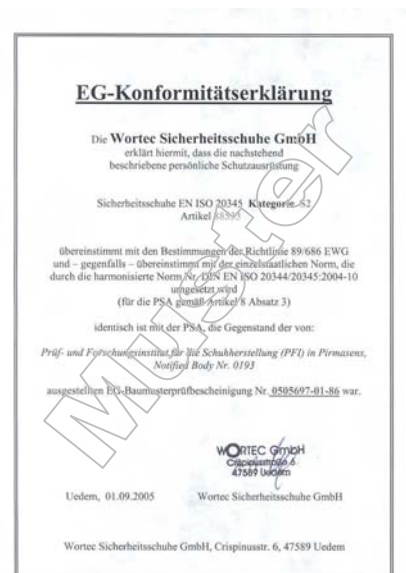 EG-Konformitätserklärung
Die Wortec Sicherheitsschuhe GmbH
erklärt hiermit, dass die nachstehend
beschriebene persönliche Schutzausrüstung
Sicherheitsschuhe EN ISO 20345 Kategorie S2
Artikel
übereinstimmt mit den Bestimmungen der Richtlinie 89/686 EWG
und – gegenfalls – übereinstimmt mit der einzelstaatlichen Norm, die
durch die harmonisierte Norm Nr. DIN EN ISO 20344/20345:2004-10
umgesetzt wird
(für die PSA gemäß Artikel 8 Absatz 3)
identisch ist mit der PSA, die Gegenstand der von:
Prüf- und Forschungsinstitut für die Schuhherstellung (PFI) in Pirmasens,
Notified Body Nr. 0193
ausgestellten EG-Baumusterprüfbescheinigung Nr. 0505697-01-86 war.
Muster
WORTEC GmbH
Crispinusstraße 6
47589 Uedem
Uedem, 01.09.2005 Wortec Sicherheitsschuhe GmbH
Wortec Sicherheitsschuhe GmbH, Crispinusstr. 6, 47589 Uedem